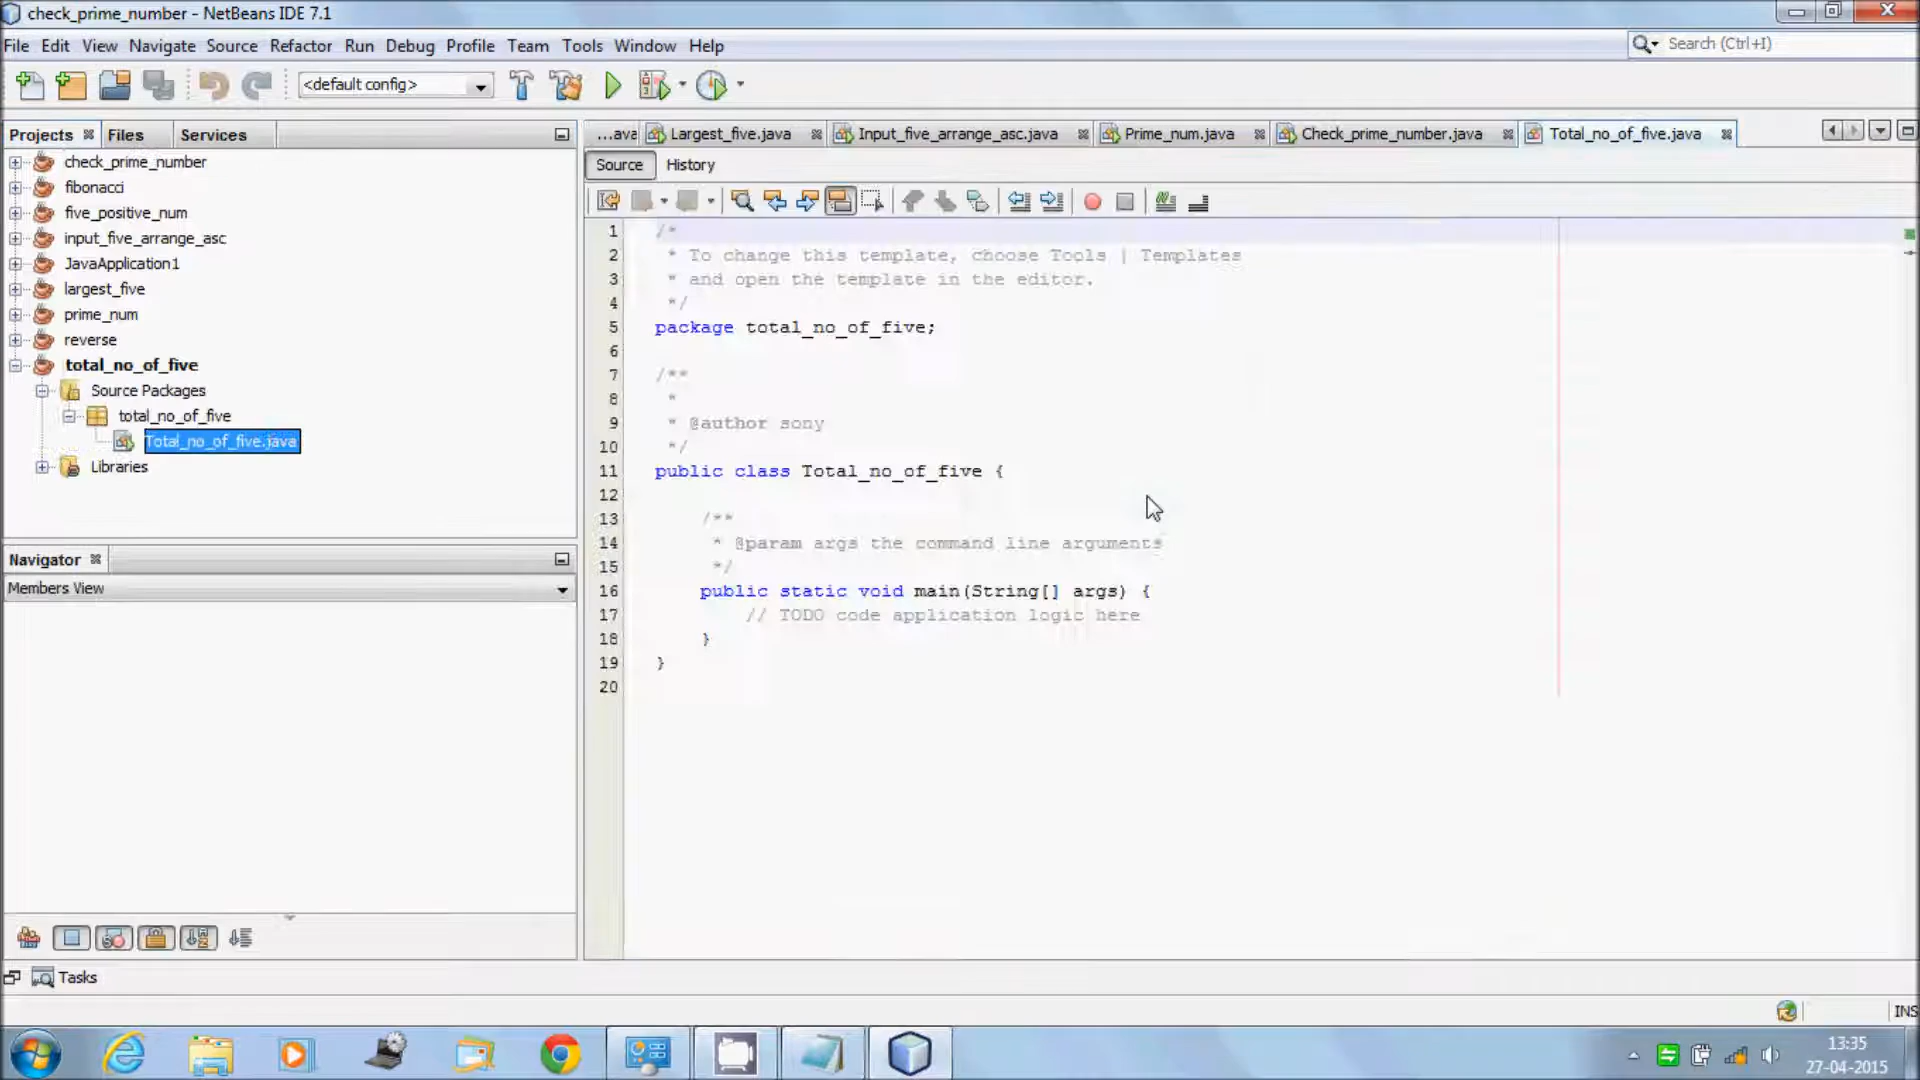 check_prime_number - NetBeans IDE 7.1
File Edit View Navigate Source Refactor Run Debug Profile Team Tools Window Help
Search (Ctrl+I)
<default config>
Projects Files Services
check_prime_number
fibonacci
five_positive_num
input_five_arrange_asc
JavaApplication1
largest_five
prime_num
reverse
total_no_of_five
Source Packages
total_no_of_five
Total_no_of_five.java
Libraries
Navigator
Members View
...ava Largest_five.java Input_five_arrange_asc.java Prime_num.java Check_prime_number.java Total_no_of_five.java
Source History
1 /*
2 * To change this template, choose Tools | Templates
3 * and open the template in the editor.
4 */
5 package total_no_of_five;
6
7 /**
8 *
9 * @author sony
10 */
11 public class Total_no_of_five {
12
13 /**
14 * @param args the command line arguments
15 */
16 public static void main(String[] args) {
17 // TODO code application logic here
18 }
19 }
20
Tasks
INS
13:35
27-04-2015